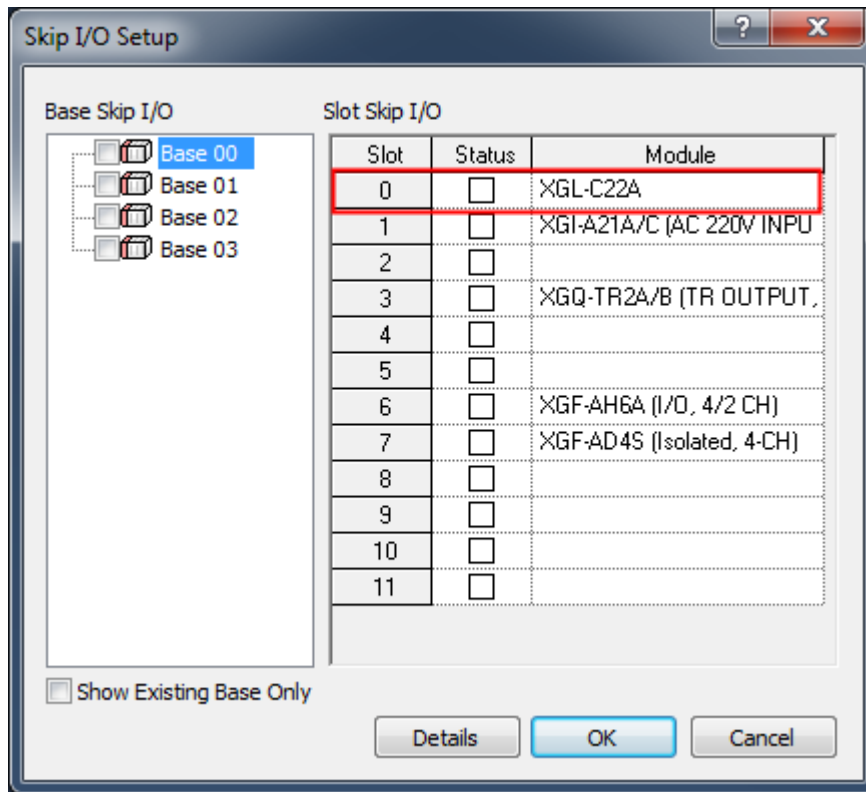 Skip I/O Setup
?
X
Base Skip I/O
Base 00
Base 01
Base 02
Base 03
Slot Skip I/O
Slot Status Module
0 XGL-C22A
1 XGI-A21A/C (AC 220V INPU
2
3 XGQ-TR2A/B (TR OUTPUT,
4
5
6 XGF-AH6A (I/O, 4/2 CH)
7 XGF-AD4S (Isolated, 4-CH)
8
9
10
11
Show Existing Base Only
Details OK Cancel